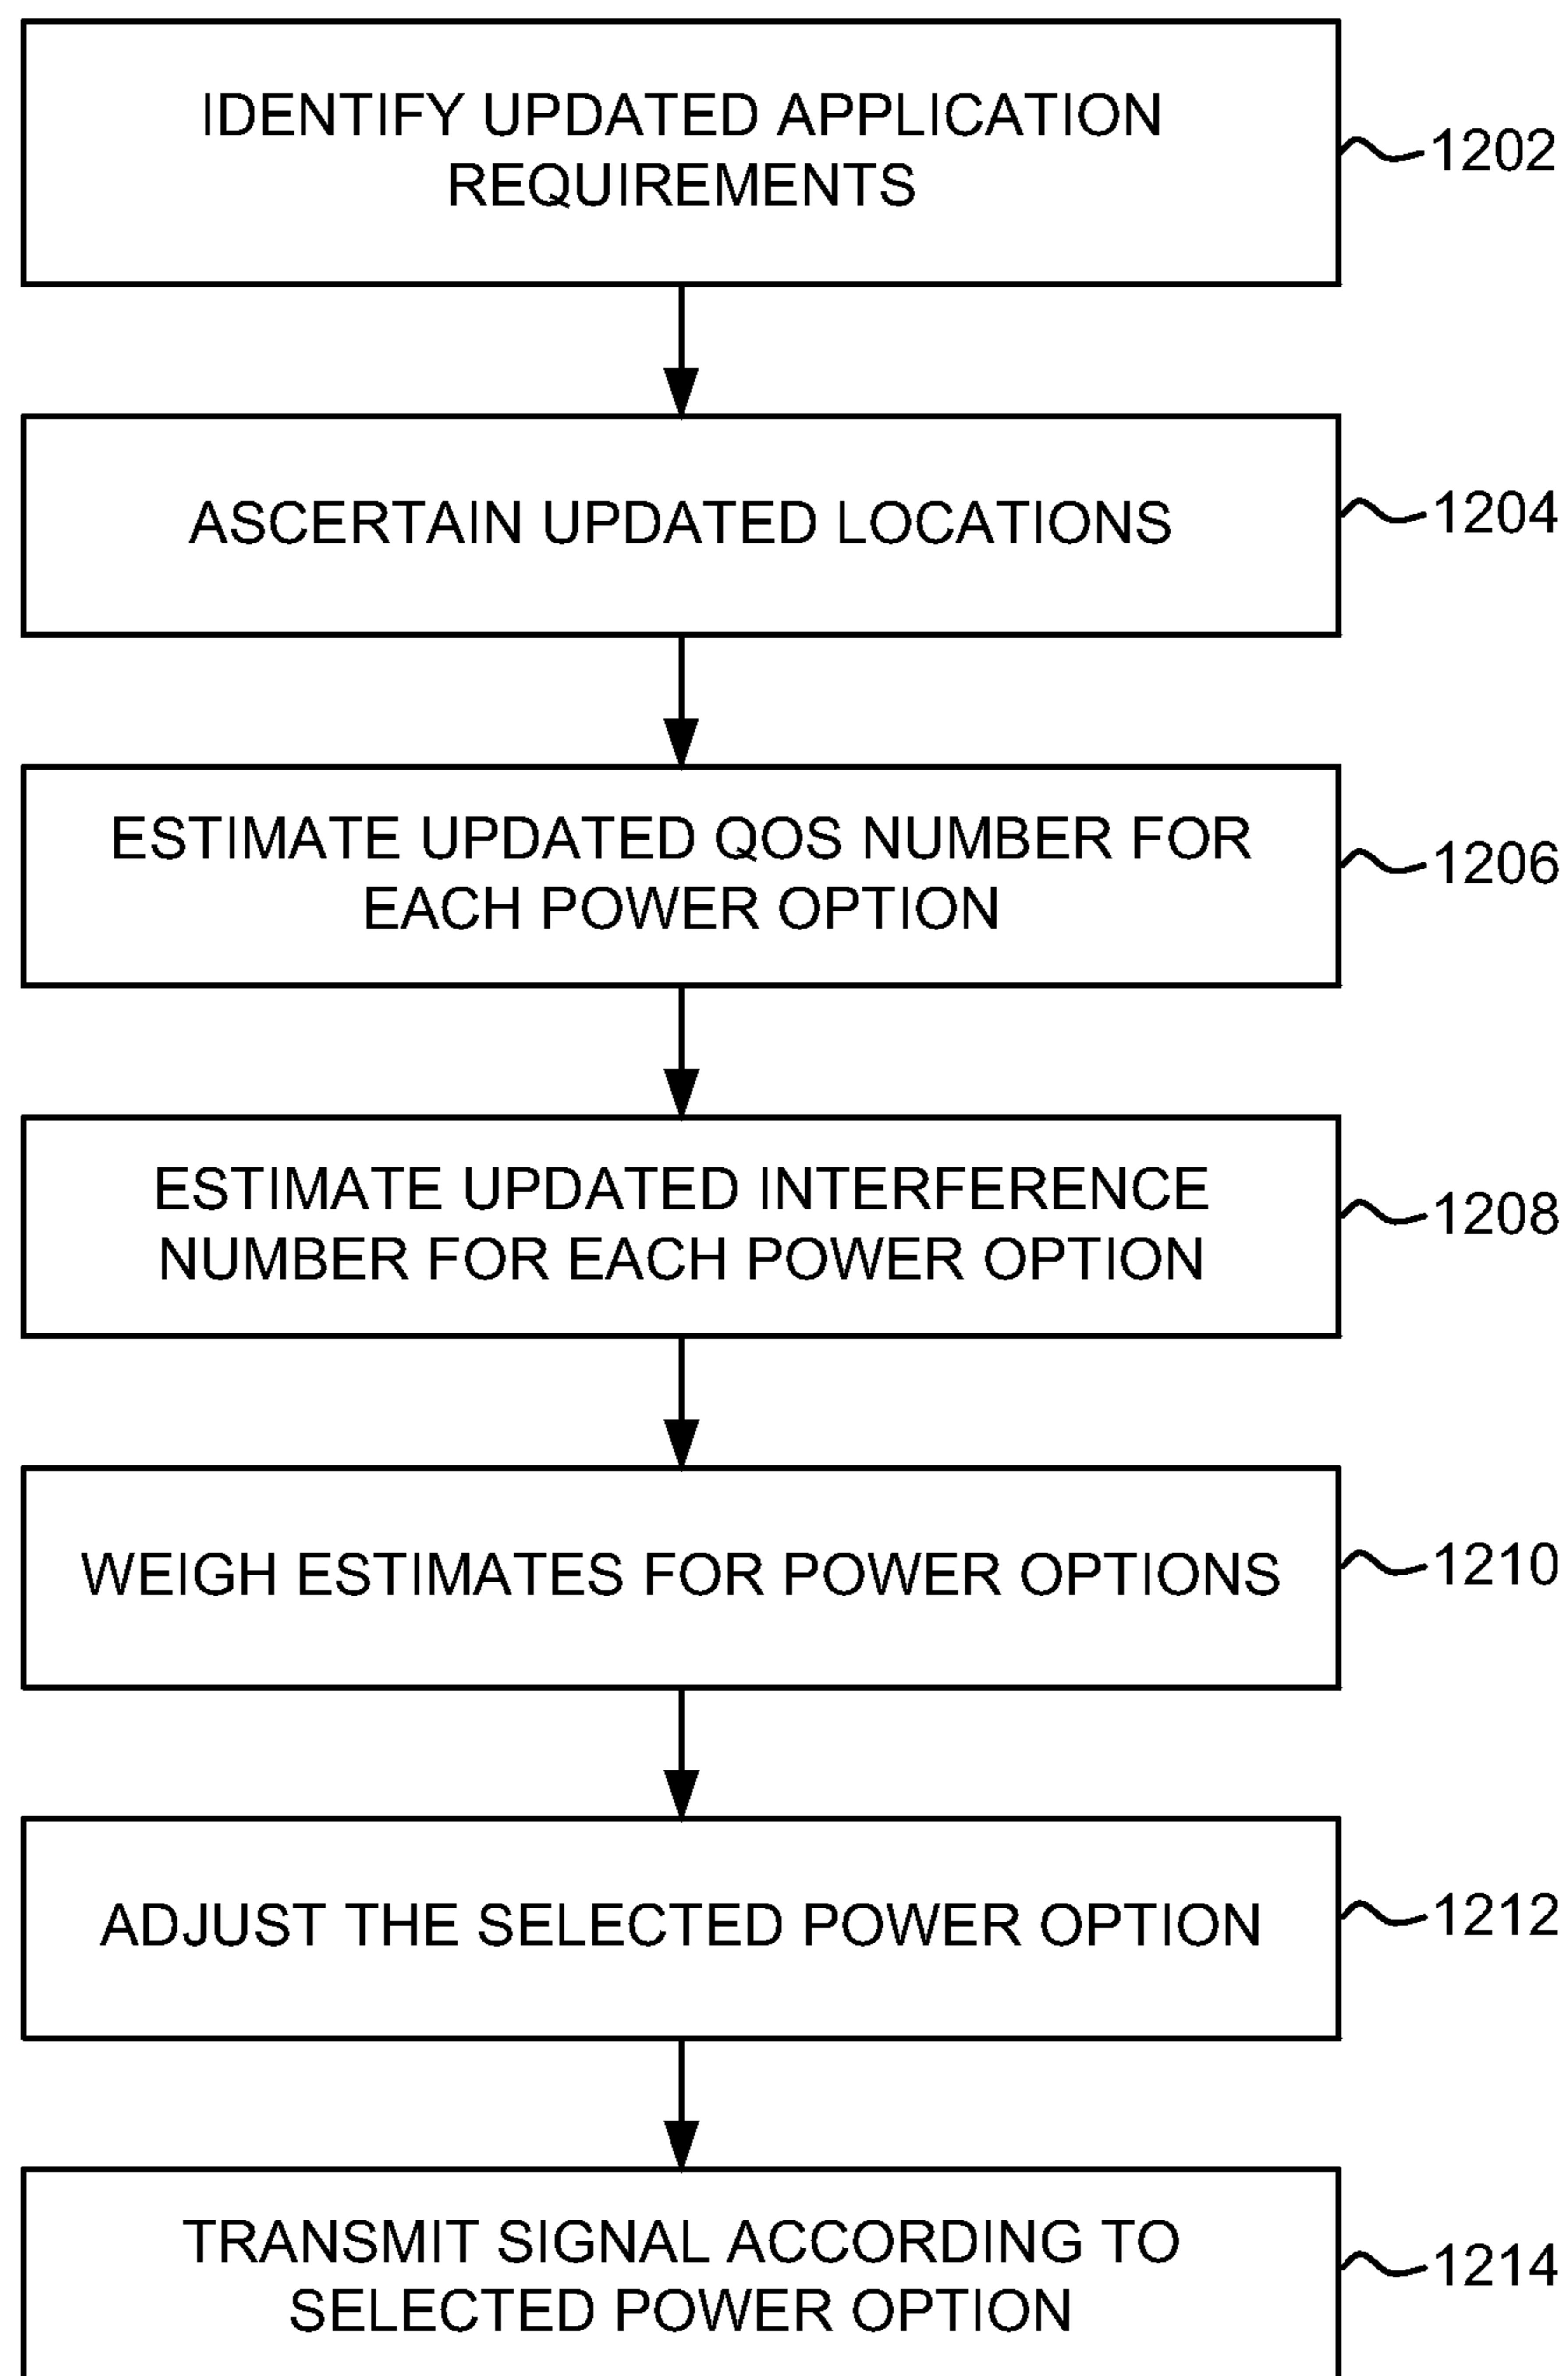 IDENTIFY UPDATED APPLICATION
REQUIREMENTS
1202
ASCERTAIN UPDATED LOCATIONS
1204
ESTIMATE UPDATED QOS NUMBER FOR
EACH POWER OPTION
1206
ESTIMATE UPDATED INTERFERENCE
NUMBER FOR EACH POWER OPTION
1208
WEIGH ESTIMATES FOR POWER OPTIONS
1210
ADJUST THE SELECTED POWER OPTION
1212
TRANSMIT SIGNAL ACCORDING TO
SELECTED POWER OPTION
1214